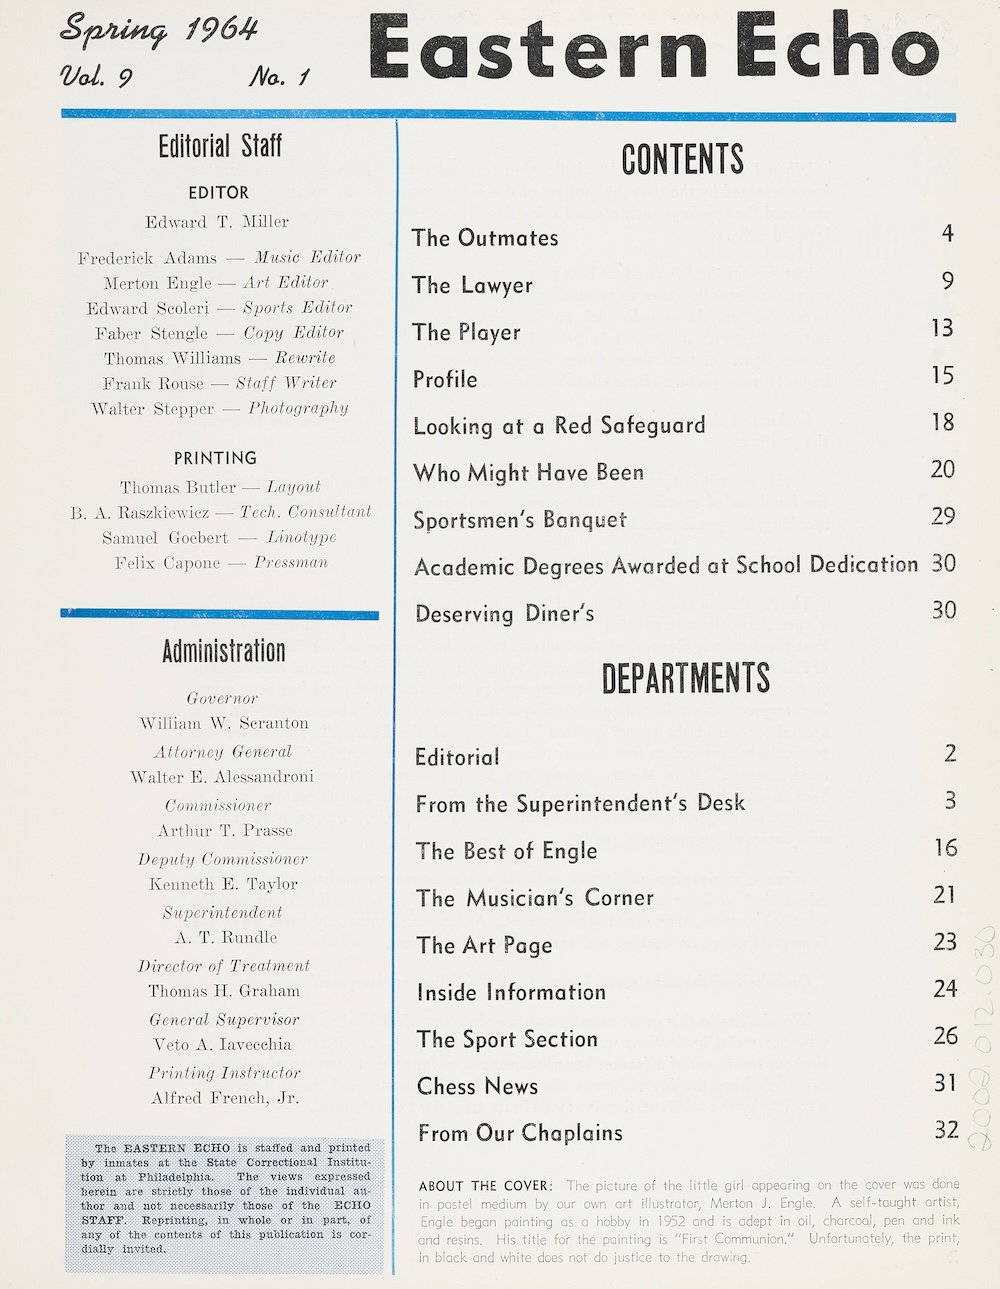 Spring 1964
Vol. 9 No. 1
Eastern Echo
Editorial Staff
EDITOR
Edward T. Miller
Frederick Adams — Music Editor
Merton Engle — Art Editor
Edward Scoleri — Sports Editor
Faber Stengle — Copy Editor
Thomas Williams — Rewrite
Frank Rouse — Staff Writer
Walter Stepper — Photography
PRINTING
Thomas Butler — Layout
B. A. Raszkiewicz — Tech. Consultant
Samuel Goebert — Linotype
Felix Capone — Pressman
Administration
Governor
William W. Scranton
Attorney General
Walter E. Alessandroni
Commissioner
Arthur T. Prasse
Deputy Commissioner
Kenneth E. Taylor
Superintendent
A. T. Rundle
Director of Treatment
Thomas H. Graham
General Supervisor
Veto A. Iavecchia
Printing Instructor
Alfred French, Jr.
The EASTERN ECHO is staffed and printed
by inmates at the State Correctional Institu-
tion at Philadelphia. The views expressed
herein are strictly those of the individual au-
thor and not necessarily those of the ECHO
STAFF. Reprinting, in whole or in part, of
any of the contents of this publication is cor-
dially invited.
CONTENTS
The Outmates 4
The Lawyer 9
The Player 13
Profile 15
Looking at a Red Safeguard 18
Who Might Have Been 20
Sportsmen's Banquet 29
Academic Degrees Awarded at School Dedication 30
Deserving Diner's 30
DEPARTMENTS
Editorial 2
From the Superintendent's Desk 3
The Best of Engle 16
The Musician's Corner 21
The Art Page 23
Inside Information 24
The Sport Section 26
Chess News 31
From Our Chaplains 32
ABOUT THE COVER: The picture of the little girl appearing on the cover was done
in pastel medium by our own art illustrator, Merton J. Engle. A self-taught artist,
Engle began painting as a hobby in 1952 and is adept in oil, charcoal, pen and ink
and resins. His title for the painting is "First Communion." Unfortunately, the print,
in black and white does not do justice to the drawing.
2002.012.030